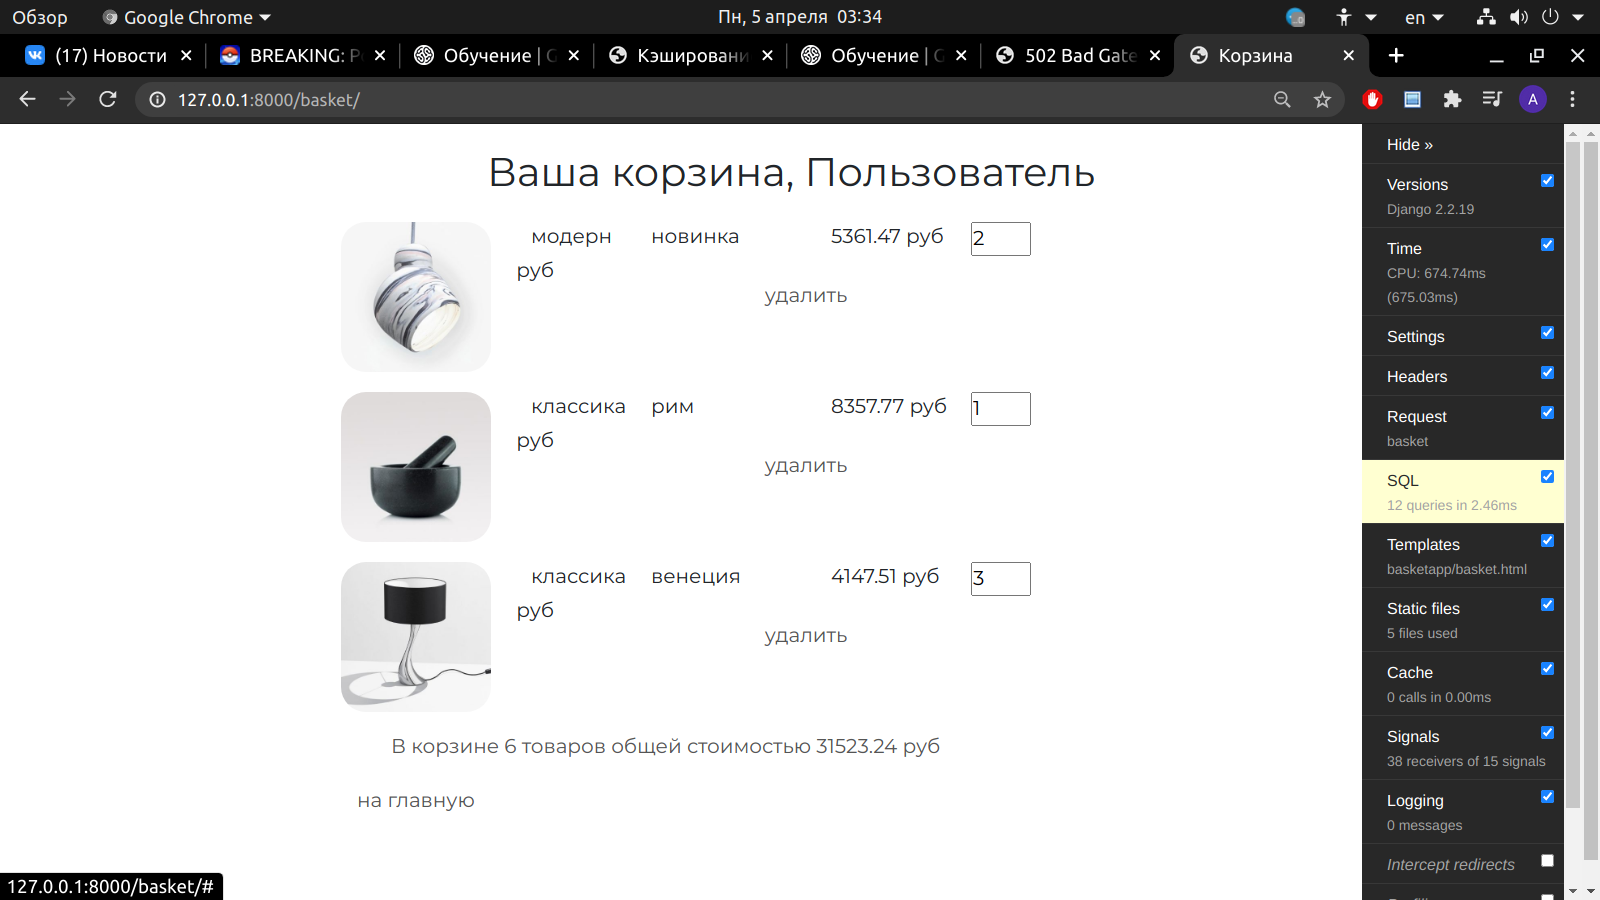 Обзор
Google Chrome
Пн, 5 апреля 03:34
en
(17) Новости
BREAKING: P
Обучение | G
Кэшировани
Обучение | G
502 Bad Gate
Корзина
127.0.0.1:8000/basket/
A
Ваша корзина, Пользователь
модерн новинка 5361.47 руб 2
руб
удалить
классика рим 8357.77 руб 1
руб
удалить
классика венеция 4147.51 руб 3
руб
удалить
В корзине 6 товаров общей стоимостью 31523.24 руб
на главную
127.0.0.1:8000/basket/#
Hide »
Versions
Django 2.2.19
Time
CPU: 674.74ms
(675.03ms)
Settings
Headers
Request
basket
SQL
12 queries in 2.46ms
Templates
basketapp/basket.html
Static files
5 files used
Cache
0 calls in 0.00ms
Signals
38 receivers of 15 signals
Logging
0 messages
Intercept redirects